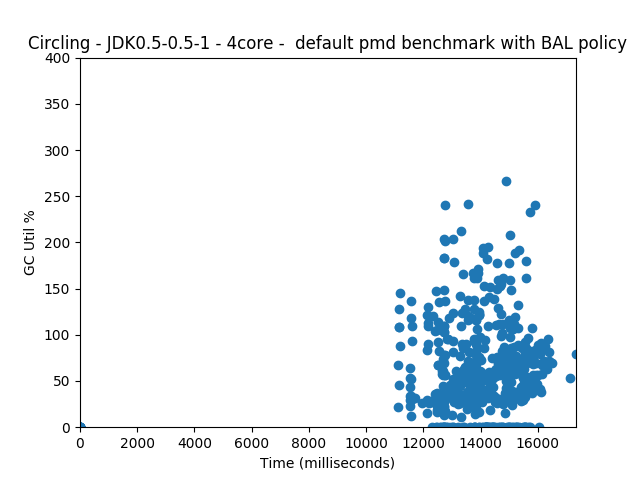 Circling - JDK0.5-0.5-1 - 4core -  default pmd benchmark with BAL policy
400
350
300
250
200
150
100
50
0
GC Util %
0 2000 4000 6000 8000 10000 12000 14000 16000
Time (milliseconds)